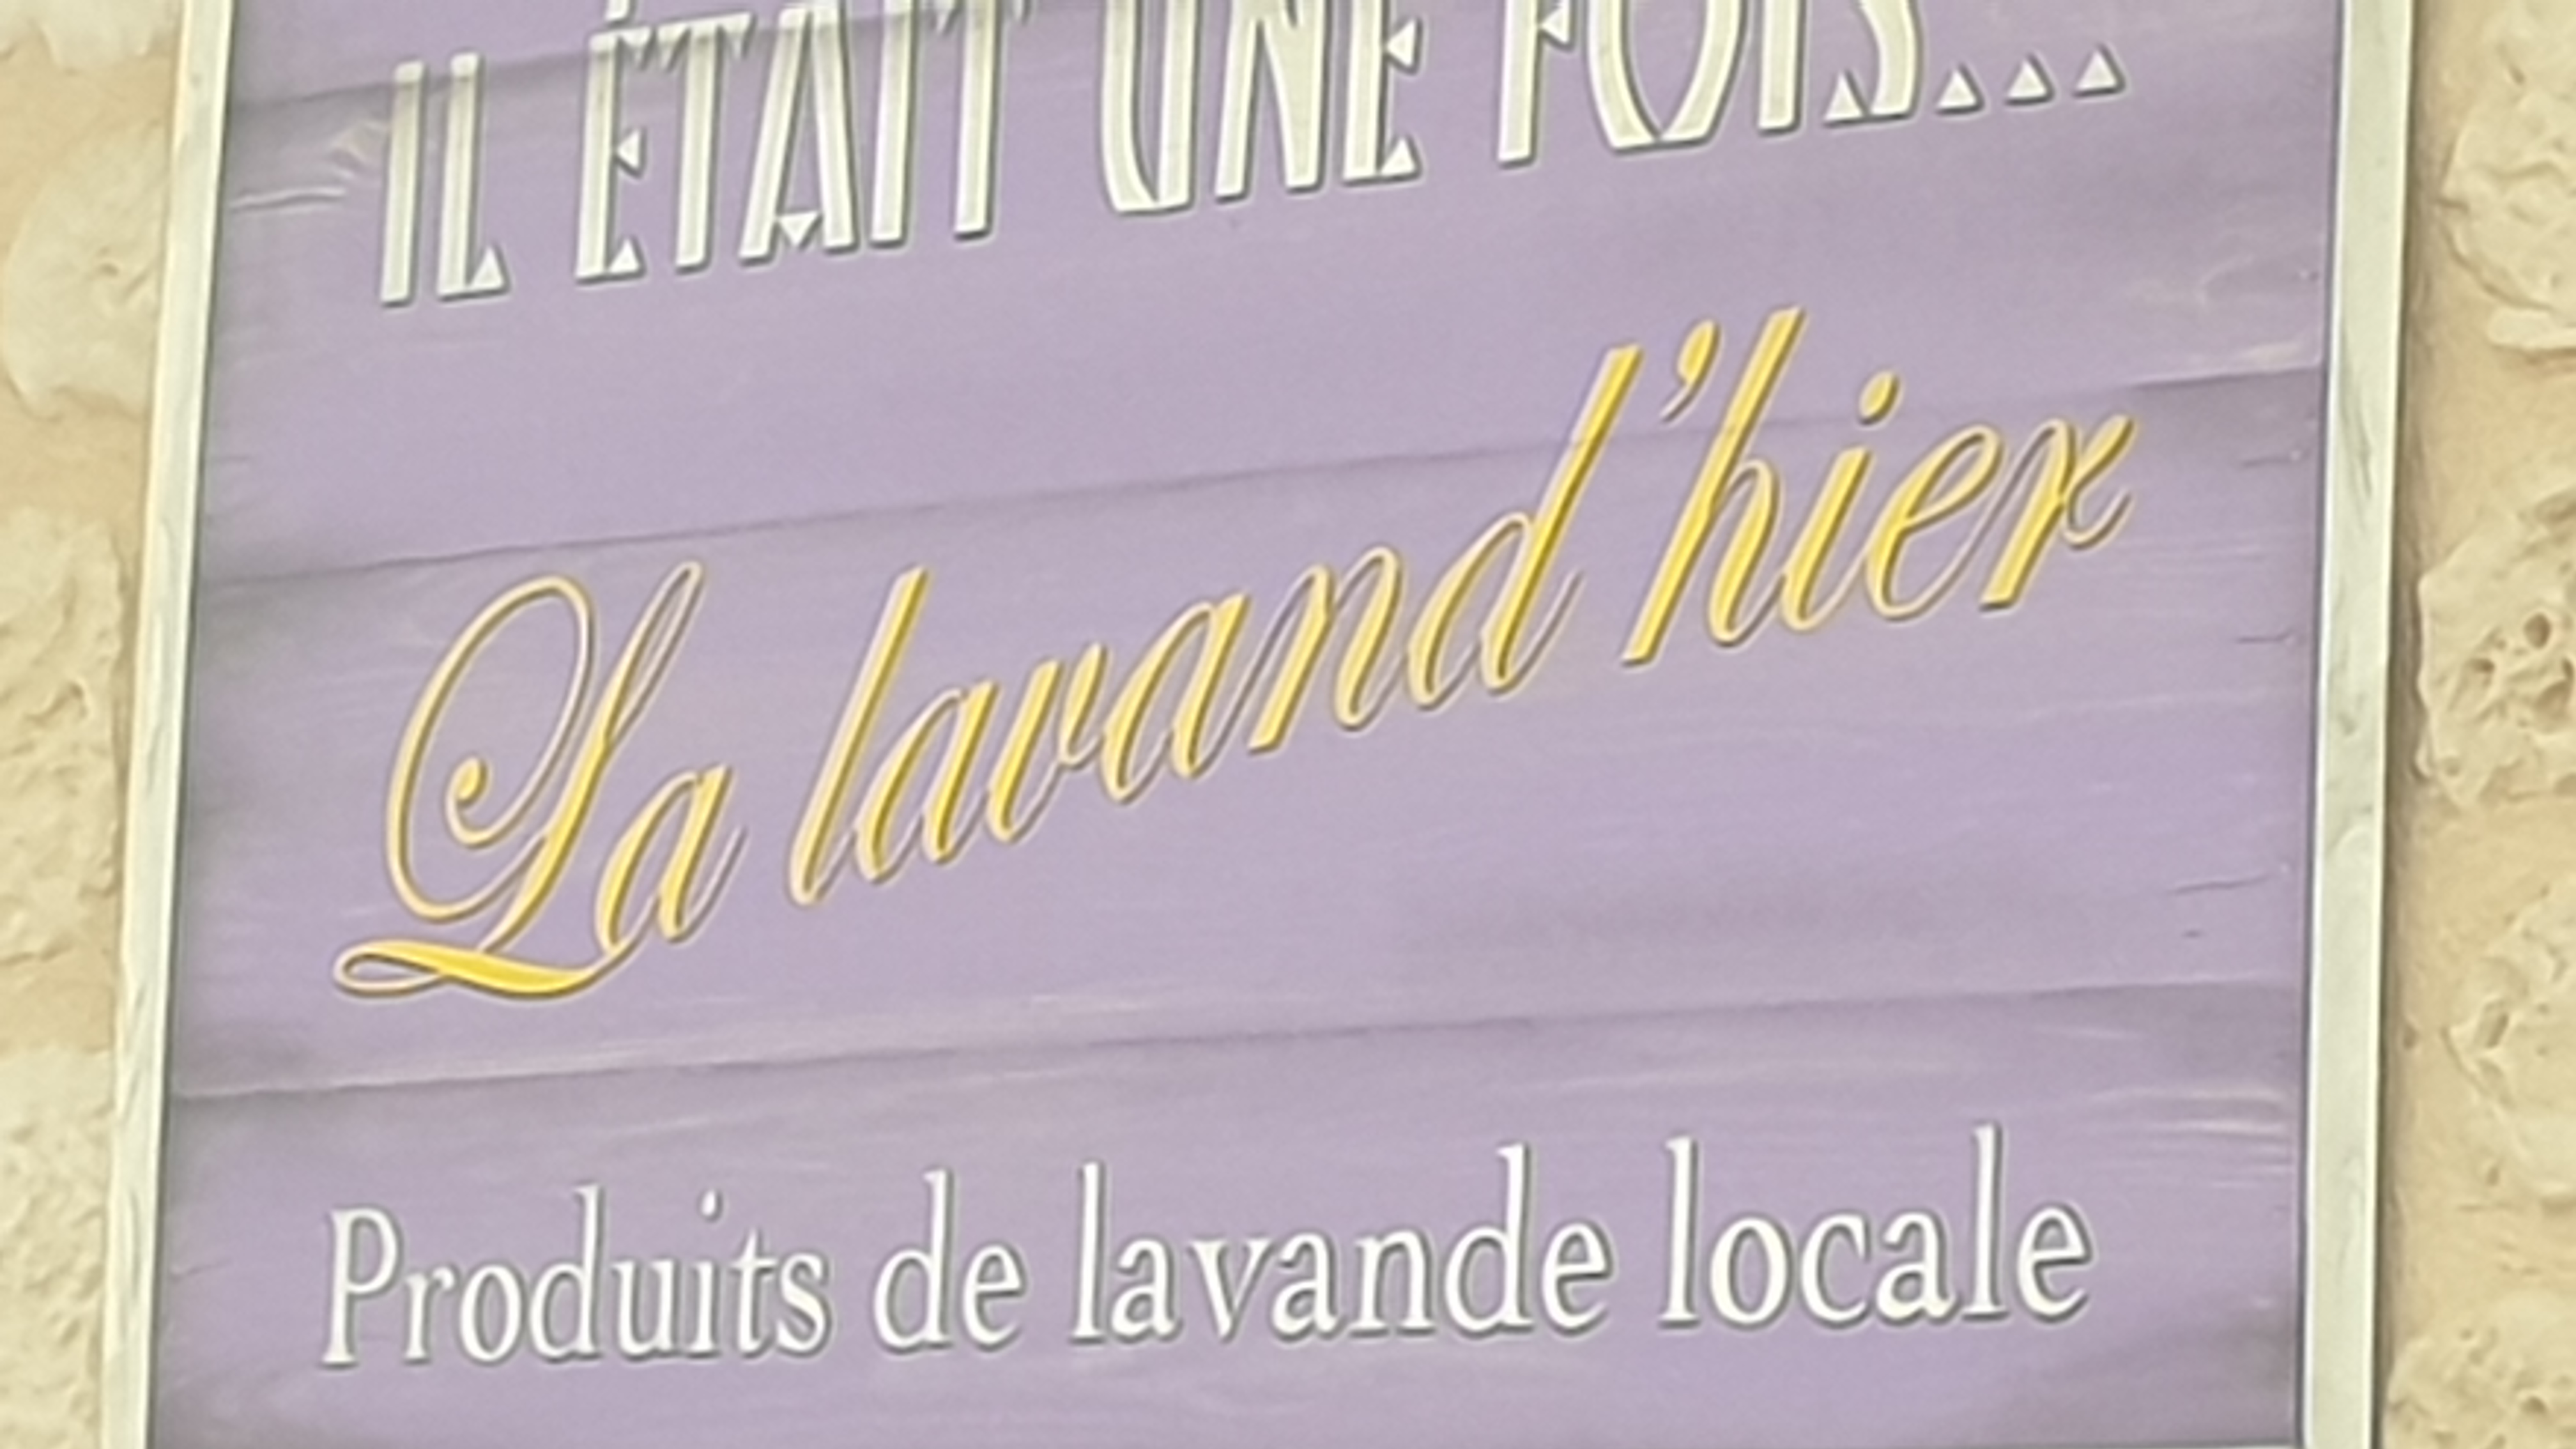 IL ÉTAIT UNE FOIS...
La lavand'hier
Produits de lavande locale